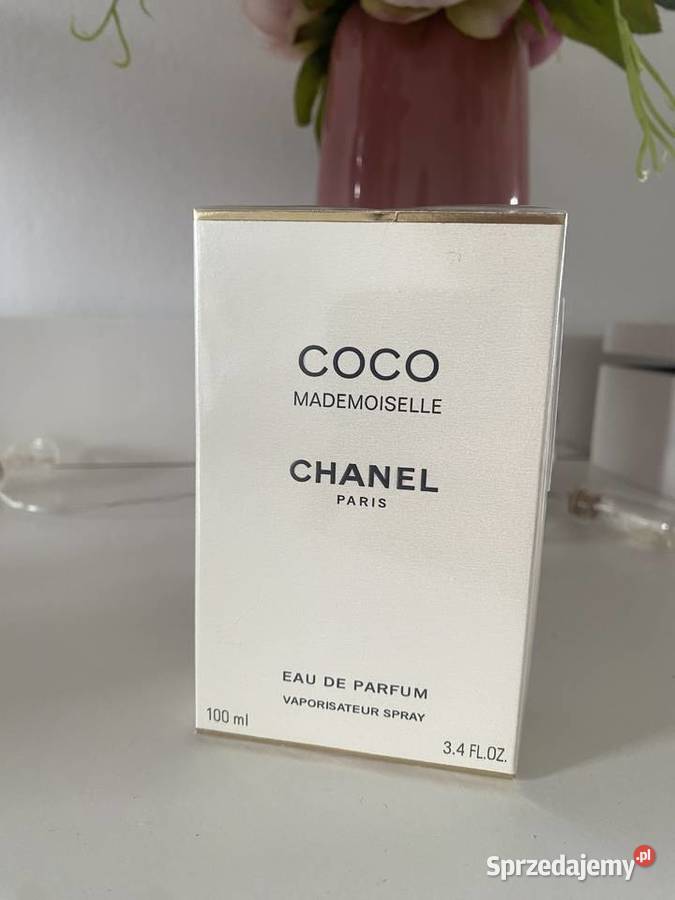 COCO
MADEMOISELLE
CHANEL
PARIS
EAU DE PARFUM
VAPORISATEUR SPRAY
100 ml
3.4 FL.OZ.
Sprzedajemy.pl